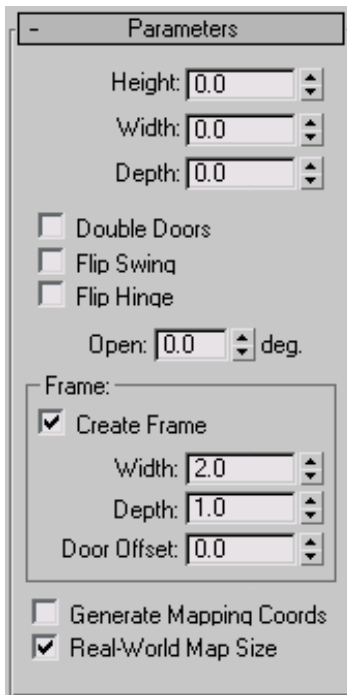 - Parameters
Height: 0.0
Width: 0.0
Depth: 0.0
Double Doors
Flip Swing
Flip Hinge
Open: 0.0 deg.
Frame:
Create Frame
Width: 2.0
Depth: 1.0
Door Offset: 0.0
Generate Mapping Coords
Real-World Map Size